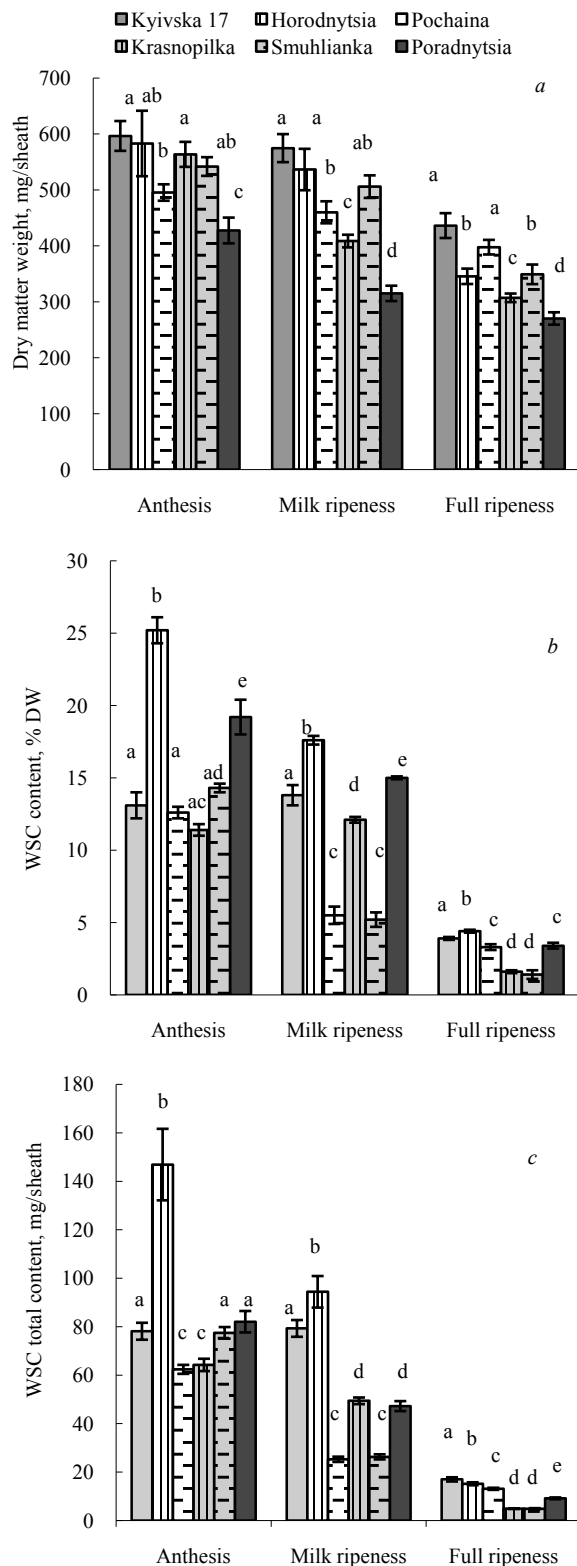 Kyivska 17 Horodnytsia Pochaina
Krasnopilka Smuhlianka Poradnytsia
Dry matter weight, mg/sheath
700
600
500
400
300
200
100
0
a ab b a ab c
a a b c ab d
a b a c b d
a
Anthesis Milk ripeness Full ripeness
WSC content, % DW
30
25
20
15
10
5
0
a b a ac ad e
a b c d c e
a b c d d c
b
Anthesis Milk ripeness Full ripeness
WSC total content, mg/sheath
180
160
140
120
100
80
60
40
20
0
a b c c a a
a b c d c d
a b c d d e
c
Anthesis Milk ripeness Full ripeness